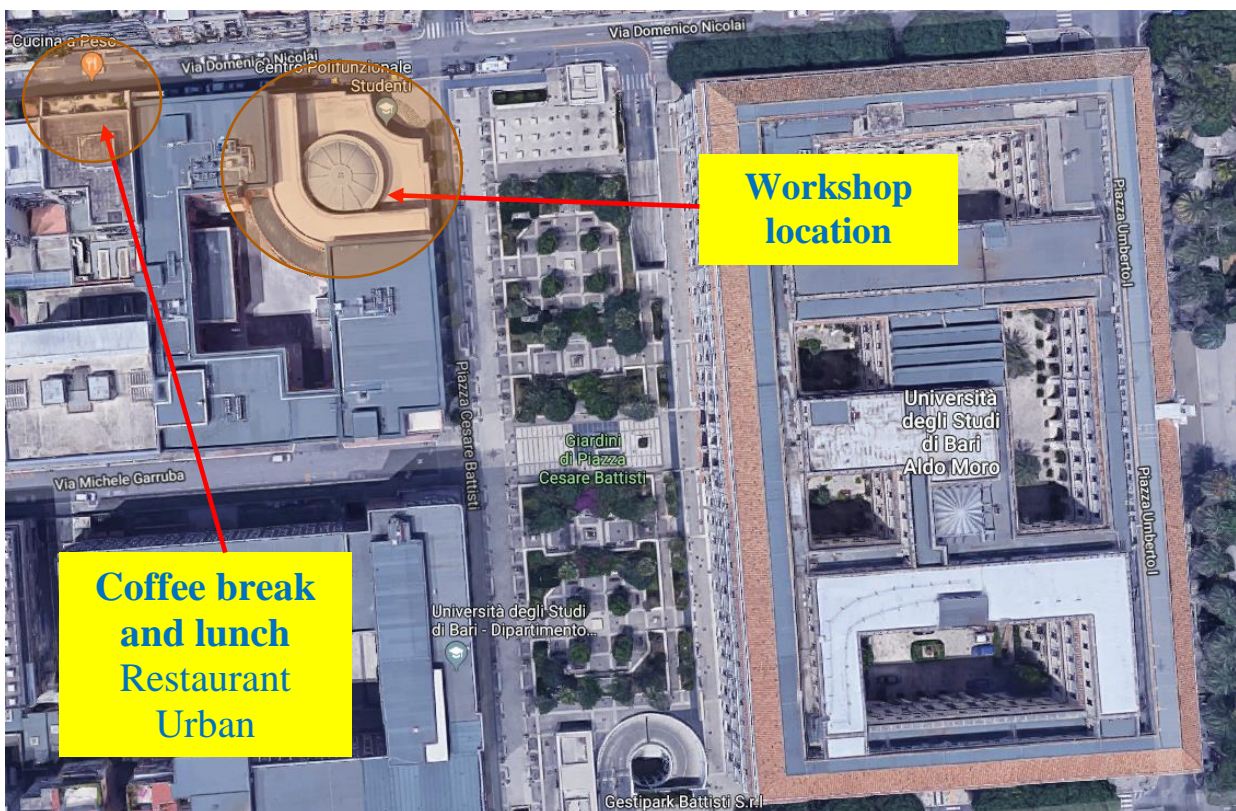 Via Domenico Nicolai
Cucina a Peso
Via Domenico Nicolai
Centro Polifunzionale
Studenti
Workshop
location
Piazza Umberto I
Piazza Cesare Battisti
Università
degli Studi
di Bari
Aldo Moro
Giardini
di Piazza
Cesare Battisti
Via Michele Garruba
Piazza Umberto I
Coffee break
and lunch
Restaurant
Urban
Università degli Studi
di Bari - Dipartimento...
Gestipark Battisti S.r.l